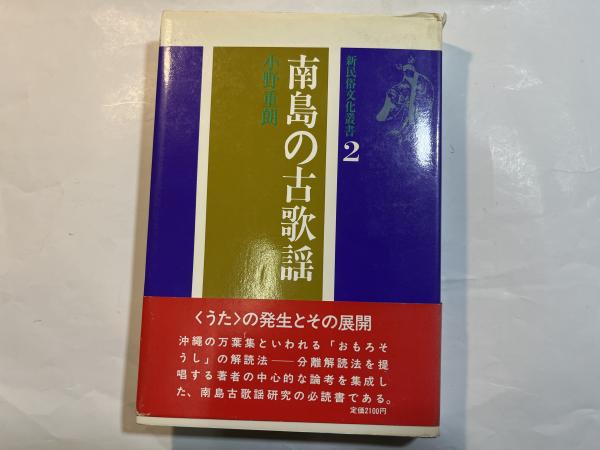 新民俗文化叢書2
南島の古歌謡
小野重朗
〈うた〉の発生とその展開
沖縄の万葉集といわれる「おもろそ
うし」の解読法――分離解読法を提
唱する著者の中心的な論考を集成し
た、南島古歌謡研究の必読書である。
定価2100円